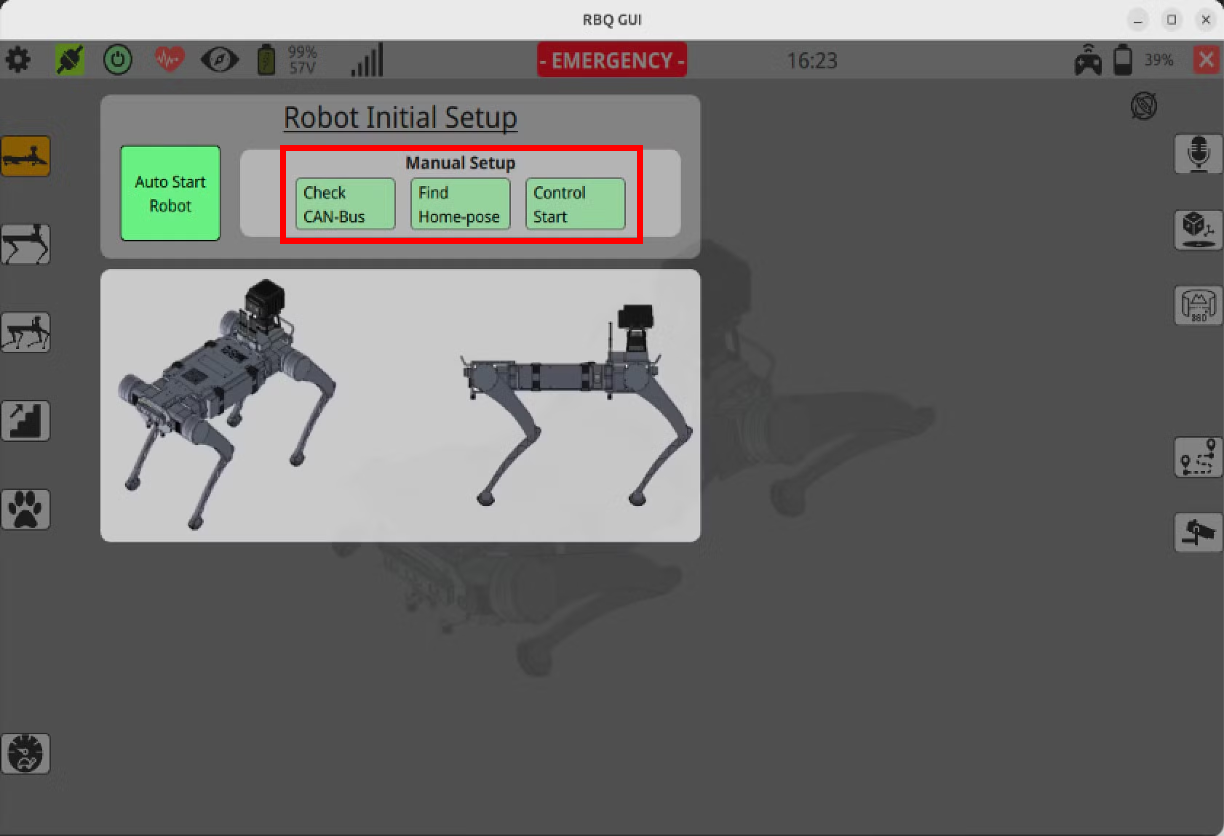 RBQ GUI
99%
57V
- EMERGENCY -
16:23
39%
Robot Initial Setup
Auto Start
Robot
Manual Setup
Check
CAN-Bus
Find
Home-pose
Control
Start
360